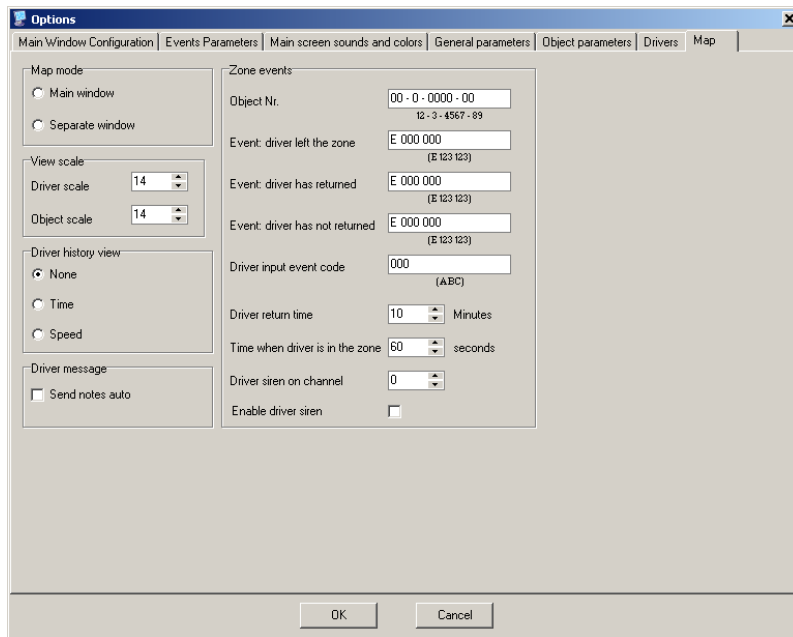 Options
Main Window Configuration
Events Parameters
Main screen sounds and colors
General parameters
Object parameters
Drivers
Map
Map mode
Main window
Separate window
View scale
Driver scale 14
Object scale 14
Driver history view
None
Time
Speed
Driver message
Send notes auto
Zone events
Object Nr. 00 - 0 - 0000 - 00
12 - 3 - 4567 - 89
Event: driver left the zone E 000 000
(E 123 123)
Event: driver has returned E 000 000
(E 123 123)
Event: driver has not returned E 000 000
(E 123 123)
Driver input event code 000
(ABC)
Driver return time 10 Minutes
Time when driver is in the zone 60 seconds
Driver siren on channel 0
Enable driver siren
OK
Cancel